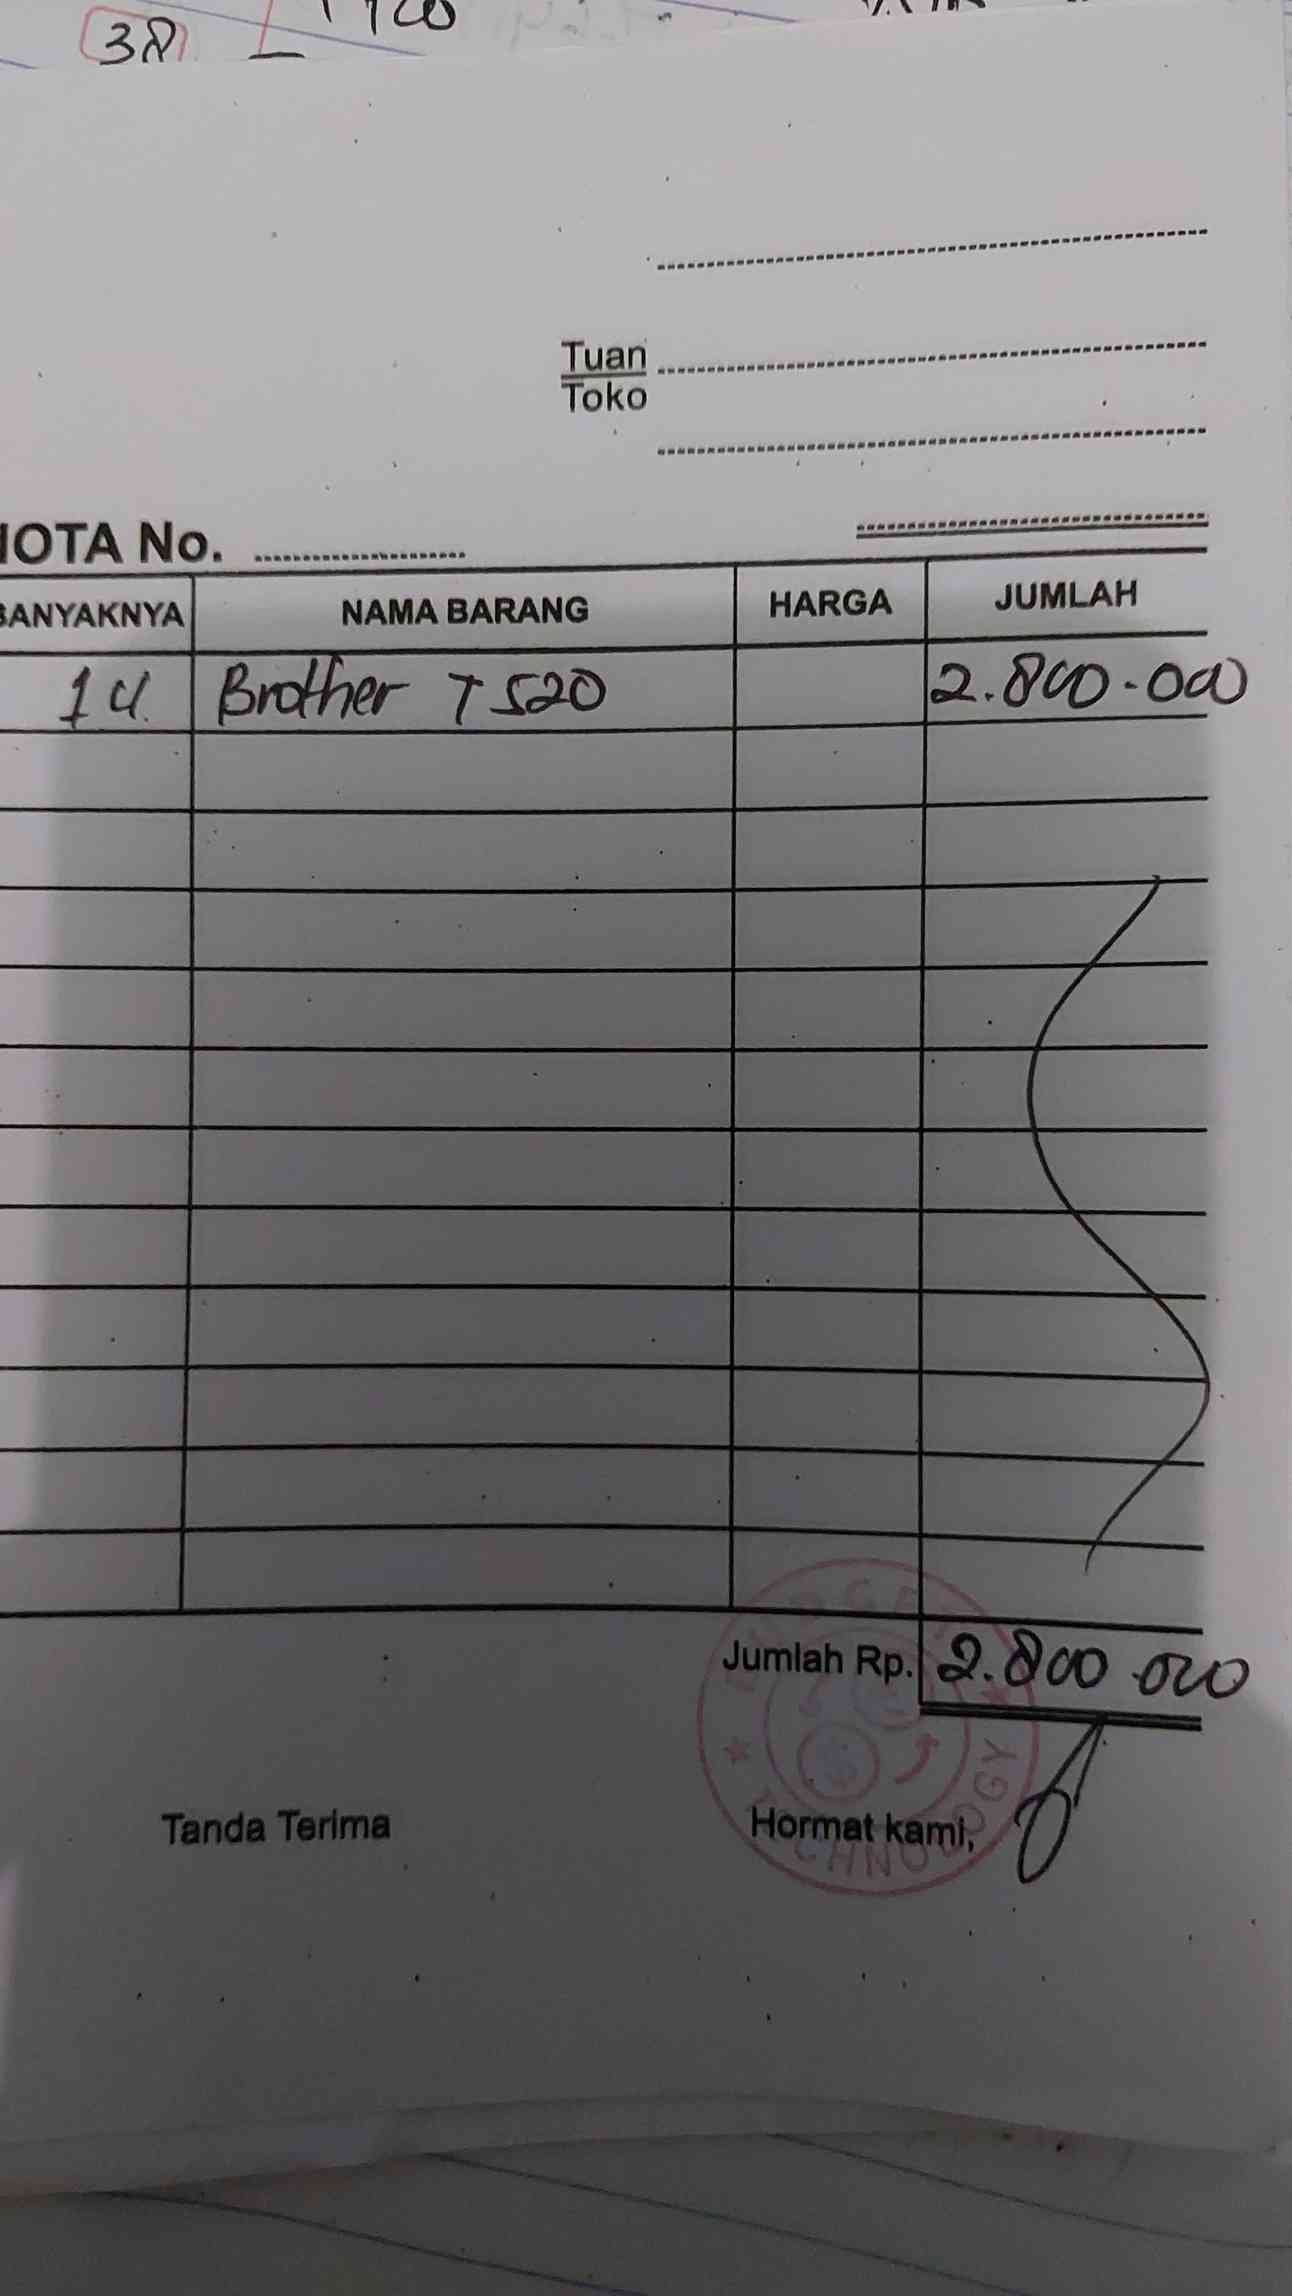 38
Tuan
Toko
NOTA No.
BANYAKNYA NAMA BARANG HARGA JUMLAH
1 U. Brother T 520 2.800.000
Jumlah Rp. 2.800.000
Tanda Terima Hormat kami,